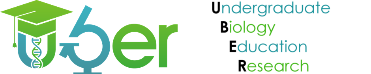 uber
Undergraduate
Biology
Education
Research